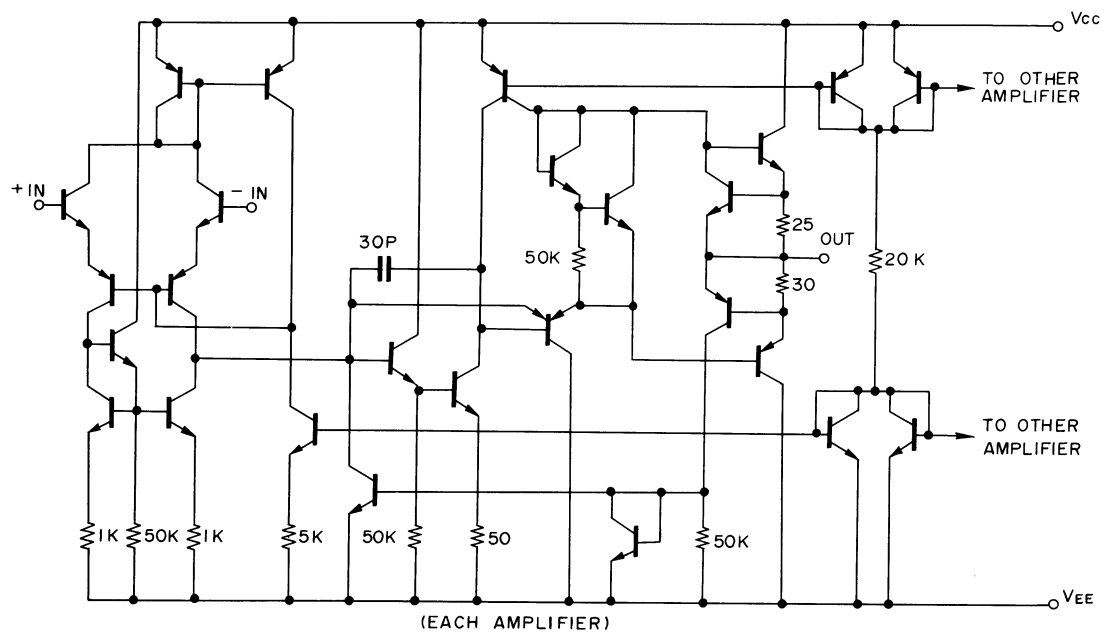 Vcc
TO OTHER
AMPLIFIER
+IN
-IN
25
OUT
30P
50K
20K
30
TO OTHER
AMPLIFIER
1K
50K
1K
5K
50K
50
50K
VEE
(EACH AMPLIFIER)